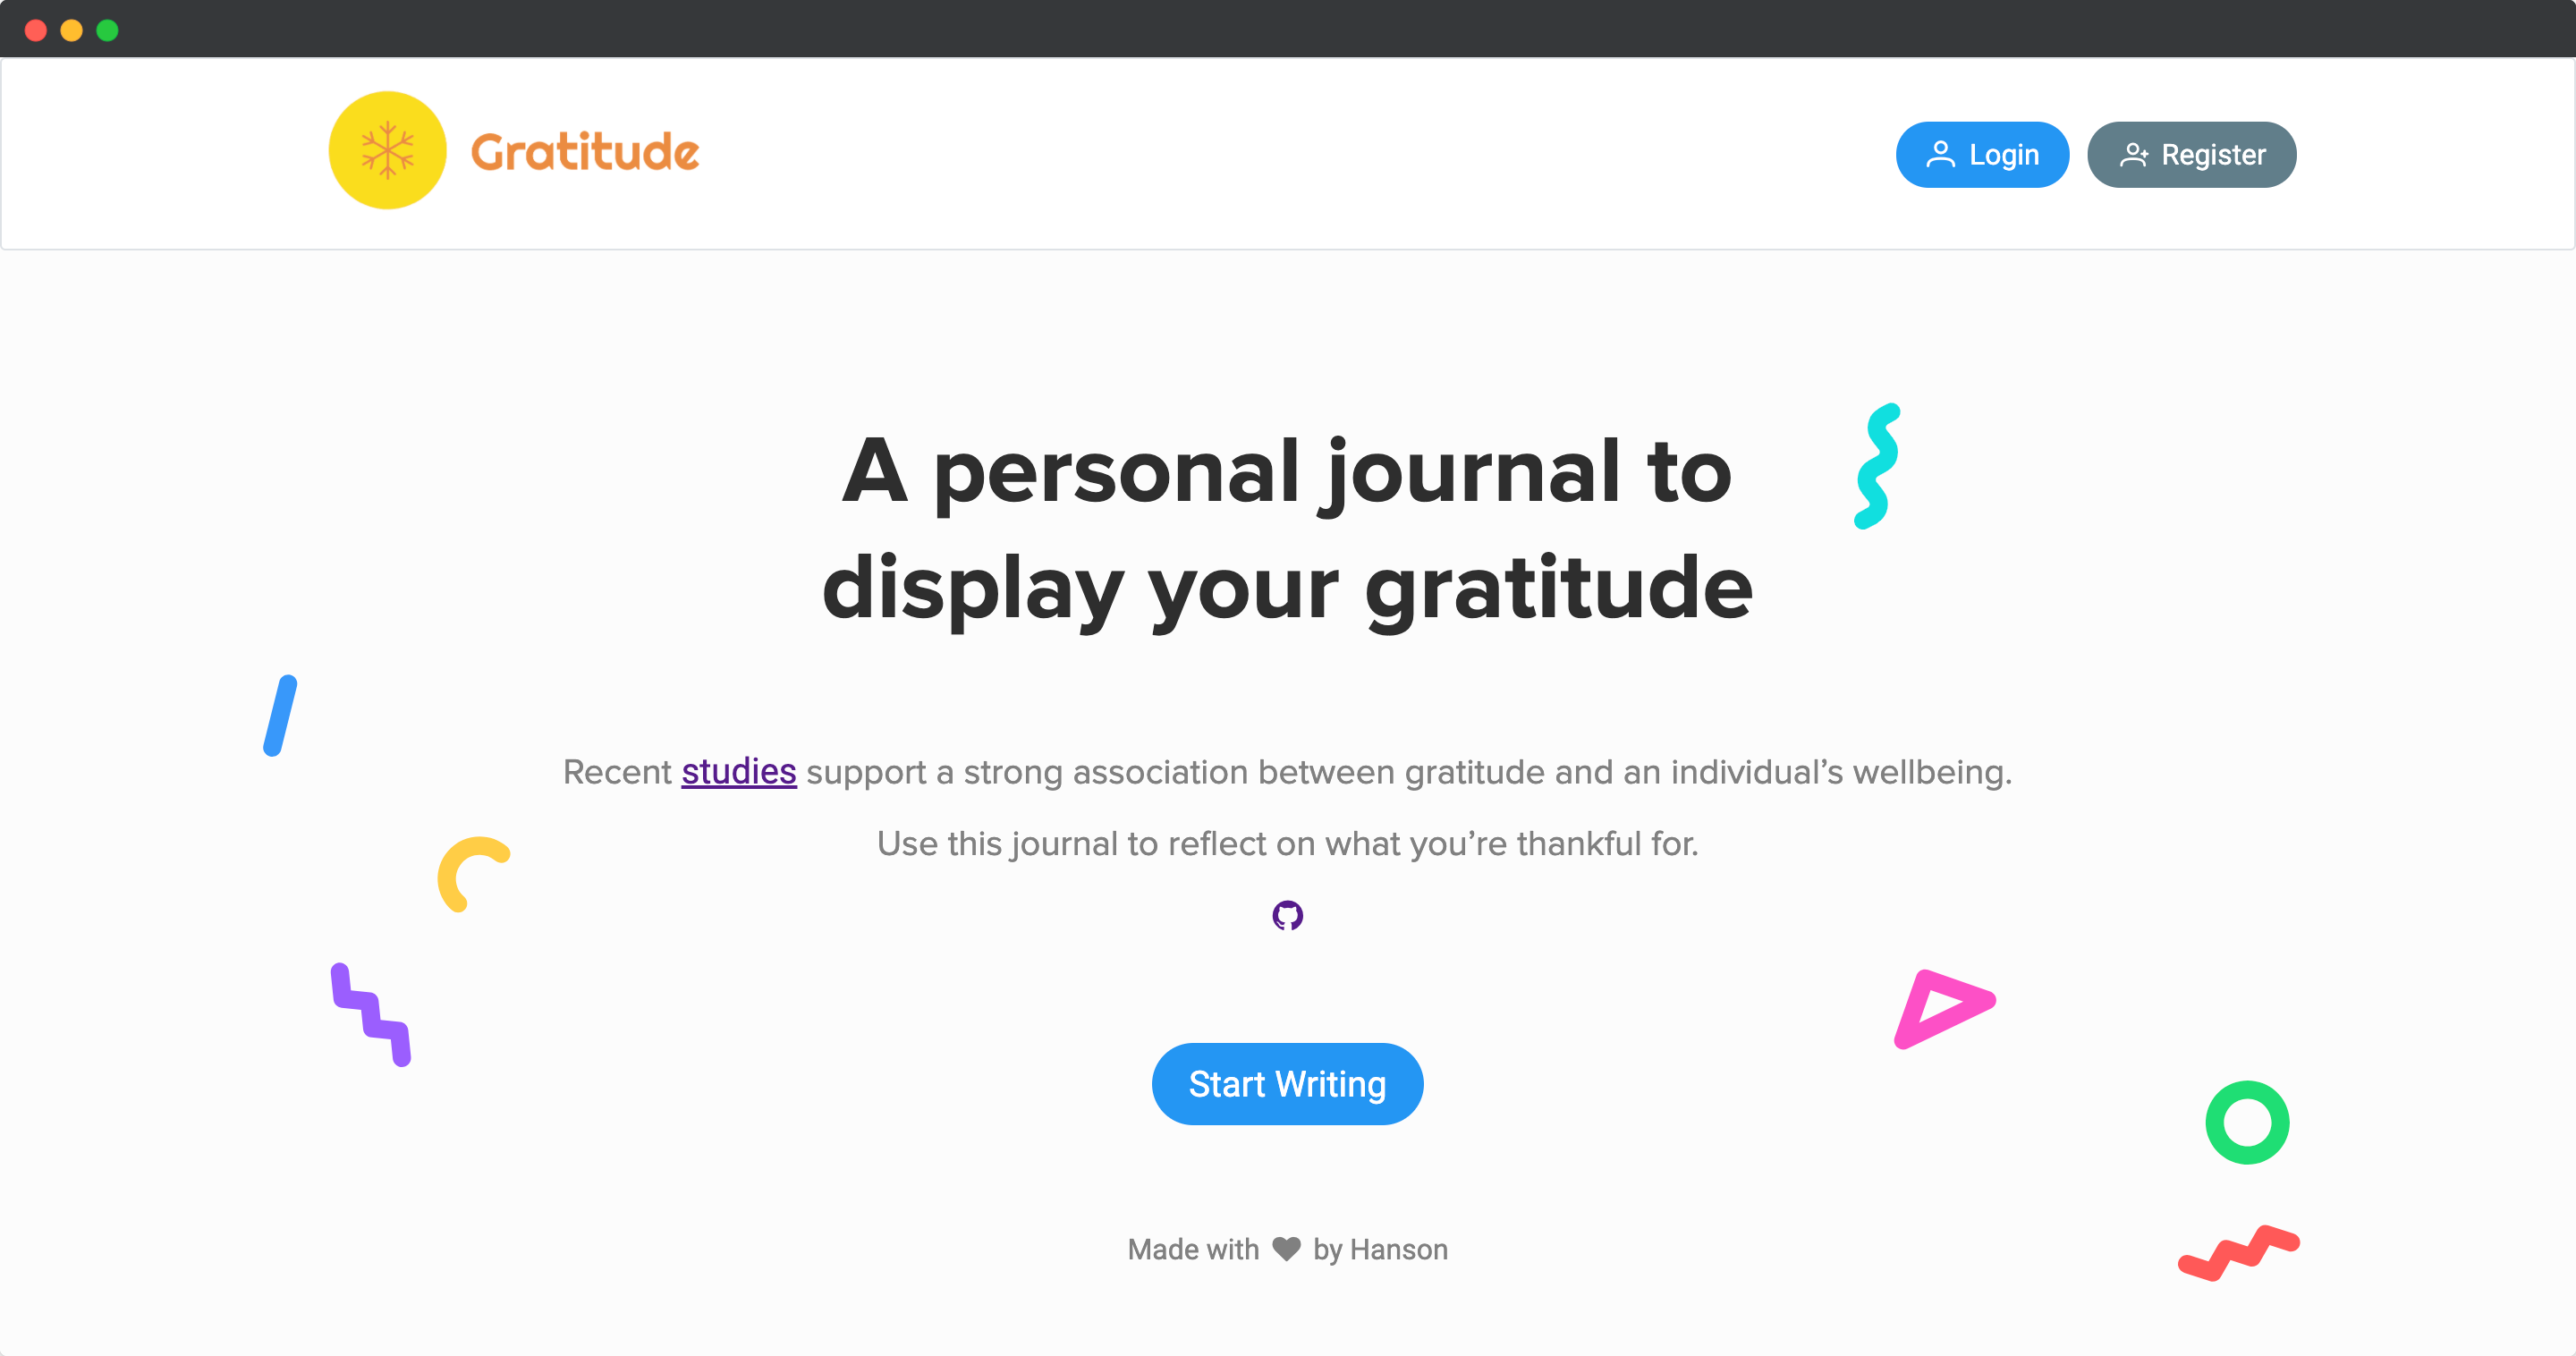 Gratitude
Login
Register
A personal journal to
display your gratitude
Recent studies support a strong association between gratitude and an individual’s wellbeing.
Use this journal to reflect on what you’re thankful for.
Start Writing
Made with by Hanson